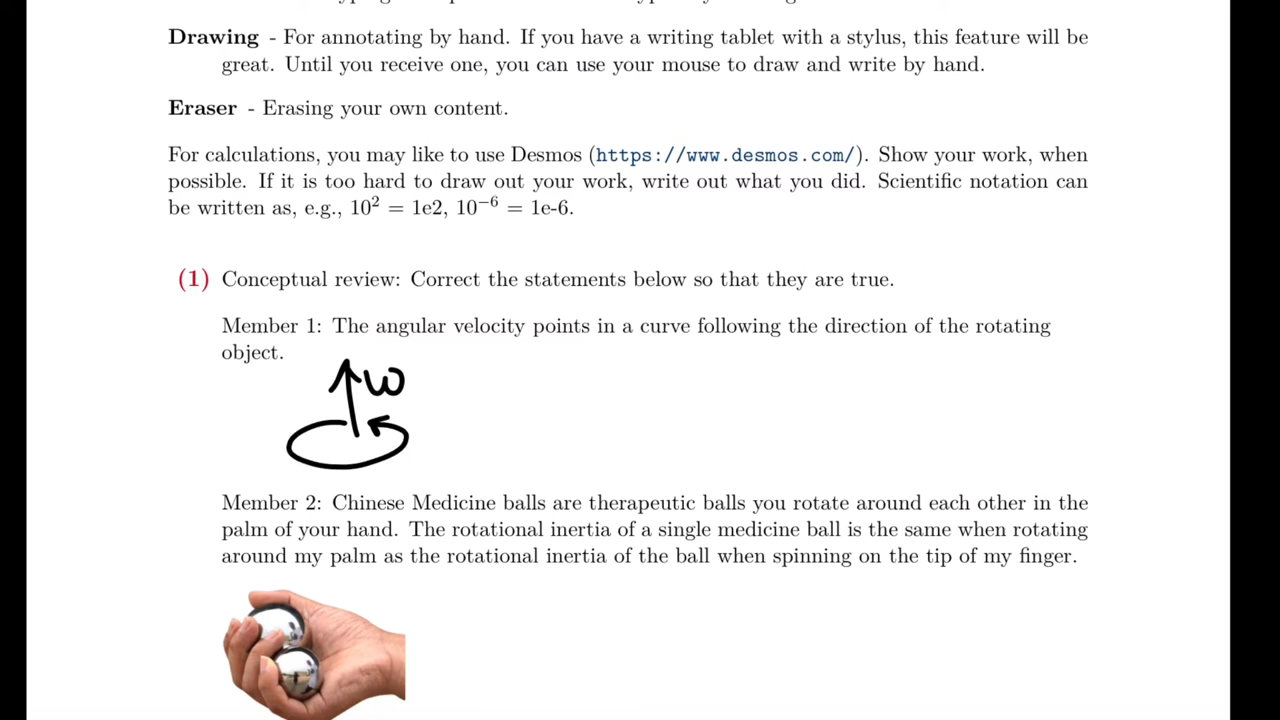 Drawing - For annotating by hand. If you have a writing tablet with a stylus, this feature will be
great. Until you receive one, you can use your mouse to draw and write by hand.
Eraser - Erasing your own content.
For calculations, you may like to use Desmos (https://www.desmos.com/). Show your work, when
possible. If it is too hard to draw out your work, write out what you did. Scientific notation can
be written as, e.g., 10² = 1e2, 10⁻⁶ = 1e-6.
(1) Conceptual review: Correct the statements below so that they are true.
Member 1: The angular velocity points in a curve following the direction of the rotating
object.
ω
Member 2: Chinese Medicine balls are therapeutic balls you rotate around each other in the
palm of your hand. The rotational inertia of a single medicine ball is the same when rotating
around my palm as the rotational inertia of the ball when spinning on the tip of my finger.